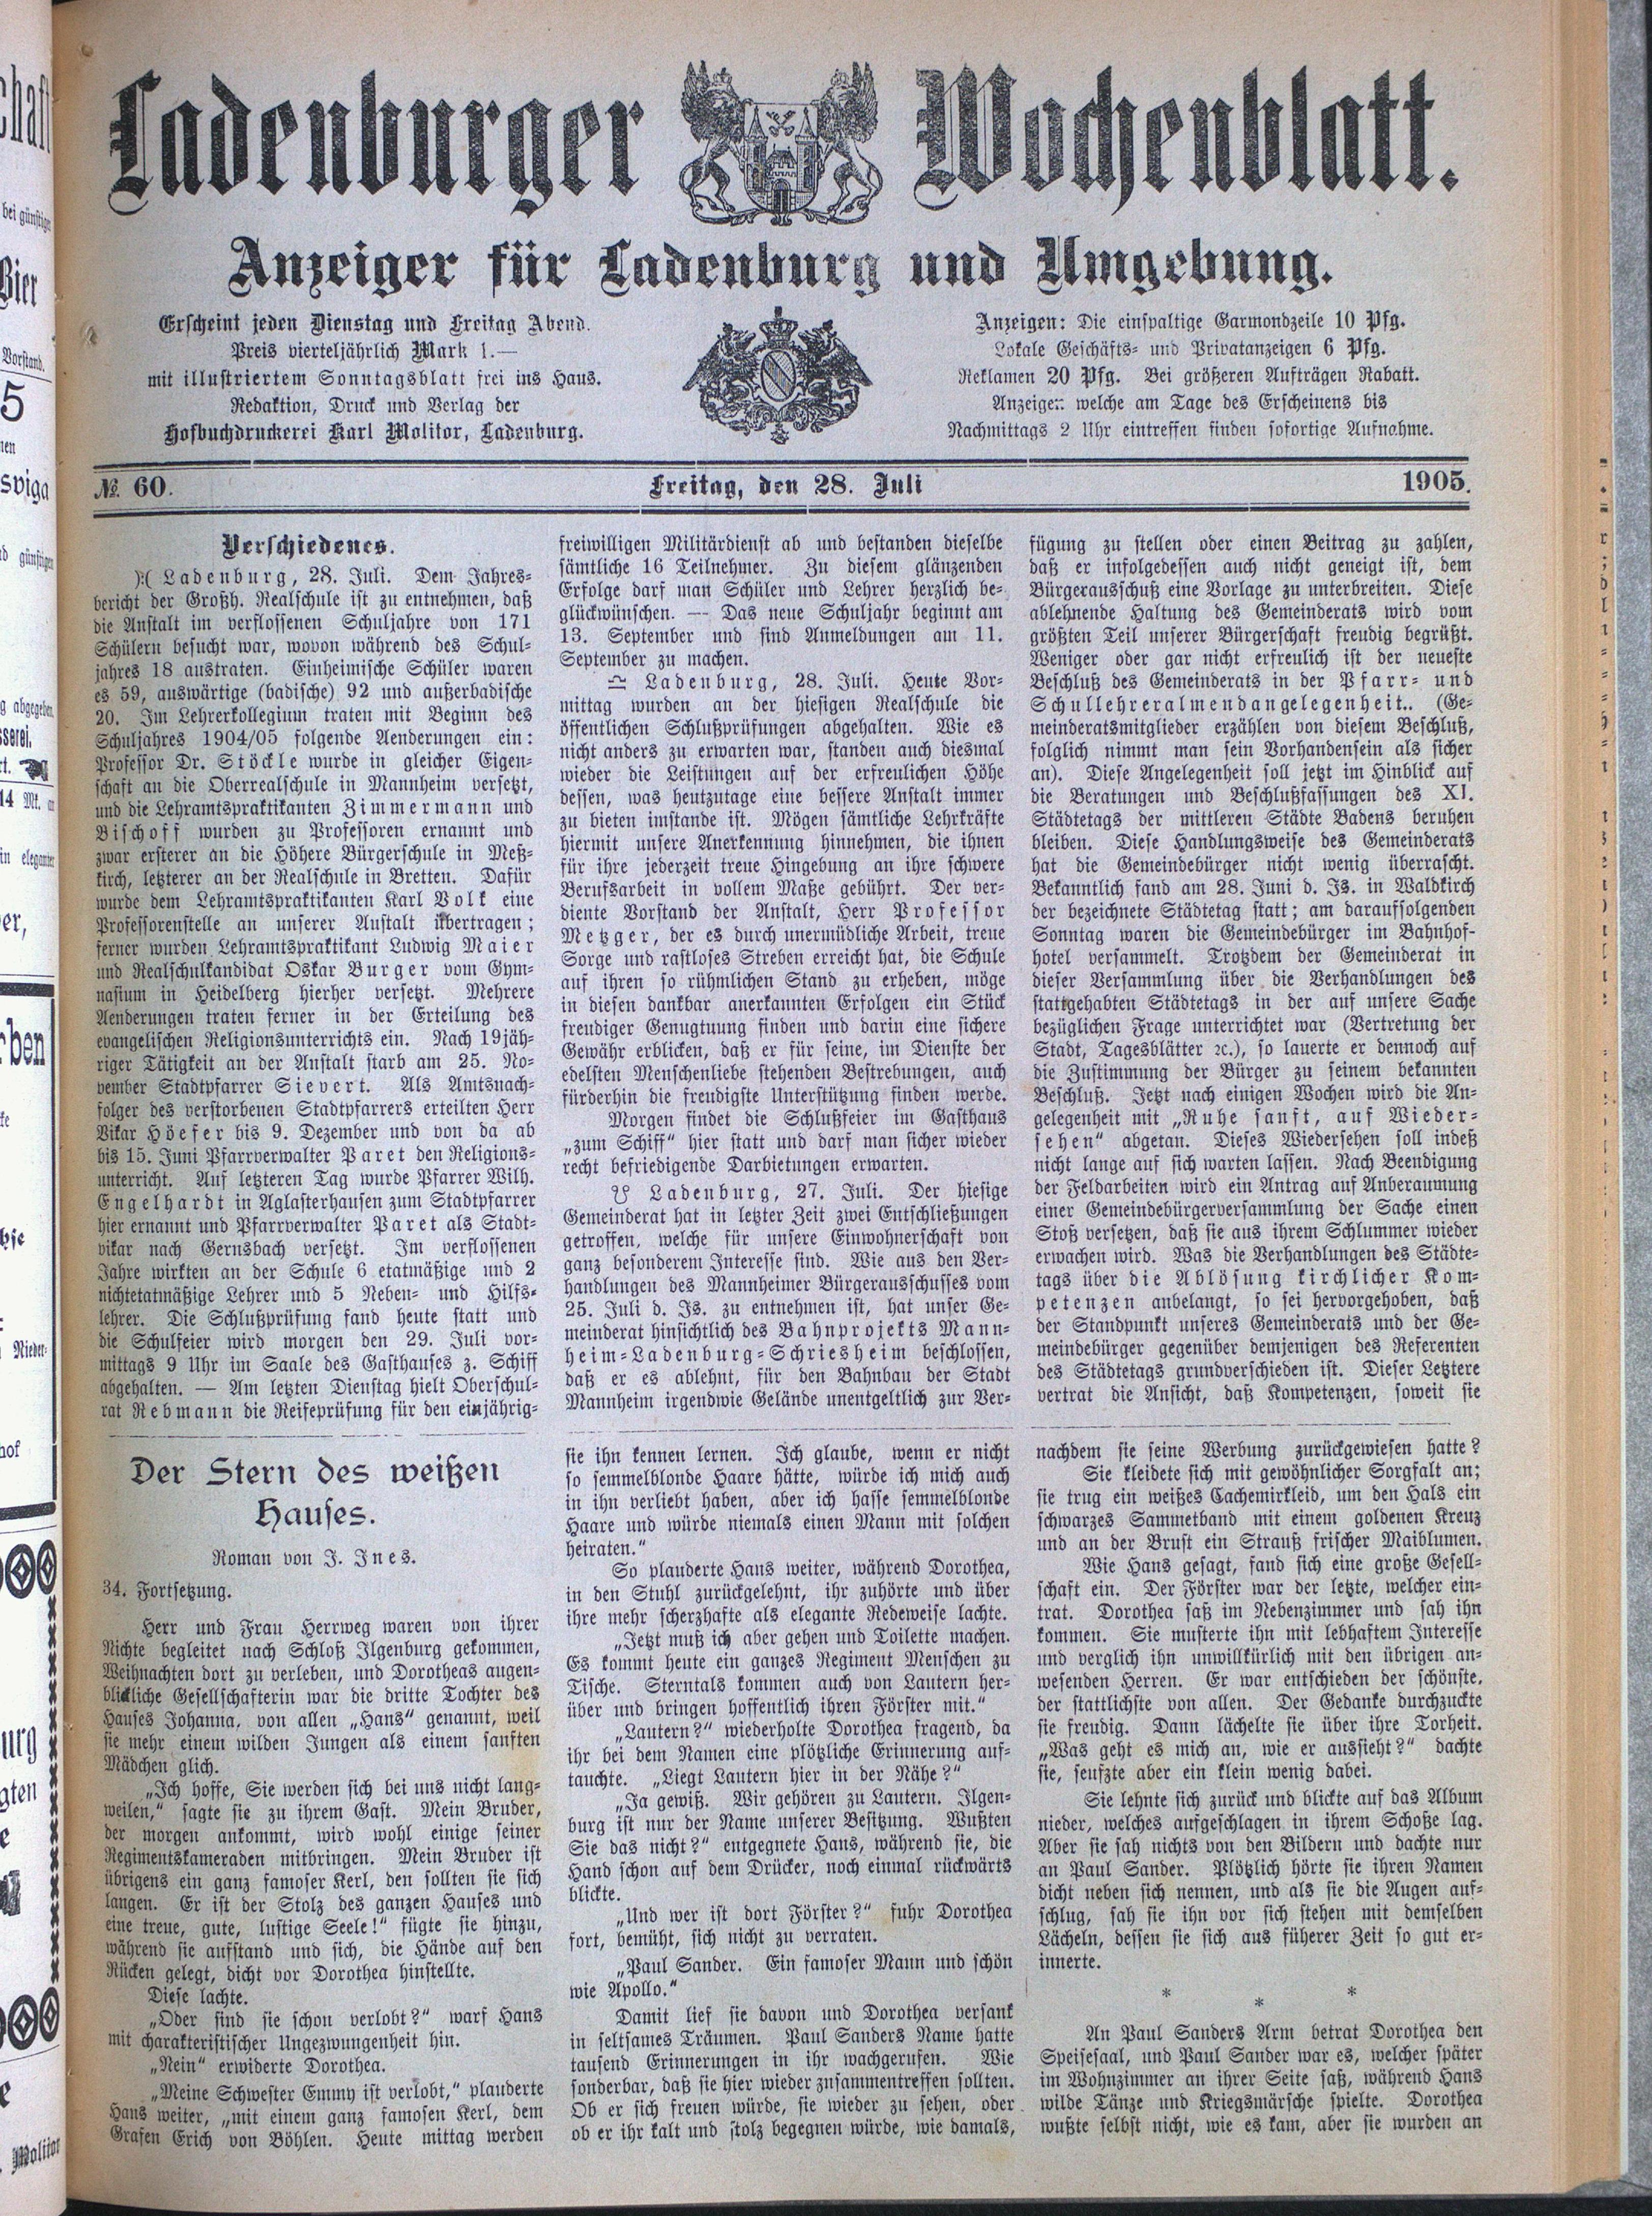 Ladenburger Wochenblatt.
Anzeiger für Ladenburg und Umgebung.
Erscheint jeden Dienstag und Freitag Abend.
Preis vierteljährlich Mark 1.—
mit illustriertem Sonntagsblatt frei ins Haus.
Redaktion, Druck und Verlag der
Hofbuchdruckerei Karl Molitor, Ladenburg.
Anzeigen: Die einspaltige Garmondzeile 10 Pfg.
Lokale Geschäfts- und Privatanzeigen 6 Pfg.
Reklamen 20 Pfg. Bei größeren Aufträgen Rabatt.
Anzeigen welche am Tage des Erscheinens bis
Nachmittags 2 Uhr eintreffen finden sofortige Aufnahme.
№ 60. Freitag, den 28. Juli 1905.
Verschiedenes.
):( Ladenburg, 28. Juli. Dem Jahres-
bericht der Großh. Realschule ist zu entnehmen, daß
die Anstalt im verflossenen Schuljahre von 171
Schülern besucht war, wovon während des Schul-
jahres 18 austraten. Einheimische Schüler waren
es 59, auswärtige (badische) 92 und außerbadische
20. Im Lehrerkollegium traten mit Beginn des
Schuljahres 1904/05 folgende Aenderungen ein:
Professor Dr. Stöckle wurde in gleicher Eigen-
schaft an die Oberrealschule in Mannheim versetzt,
und die Lehramtspraktikanten Zimmermann und
Bischoff wurden zu Professoren ernannt und
zwar ersterer an die Höhere Bürgerschule in Meß-
kirch, letzterer an der Realschule in Bretten. Dafür
wurde dem Lehramtspraktikanten Karl Volk eine
Professorenstelle an unserer Anstalt übertragen;
ferner wurden Lehramtspraktikant Ludwig Maier
und Realschulkandidat Oskar Burger vom Gym-
nasium in Heidelberg hierher versetzt. Mehrere
Aenderungen traten ferner in der Erteilung des
evangelischen Religionsunterrichts ein. Nach 19jäh-
riger Tätigkeit an der Anstalt starb am 25. No-
vember Stadtpfarrer Sievert. Als Amtsnach-
folger des verstorbenen Stadtpfarrers erteilten Herr
Vikar Höefer bis 9. Dezember und von da ab
bis 15. Juni Pfarrverwalter Paret den Religions-
unterricht. Auf letzteren Tag wurde Pfarrer Wilh.
Engelhardt in Aglasterhausen zum Stadtpfarrer
hier ernannt und Pfarrverwalter Paret als Stadt-
vikar nach Gernsbach versetzt. Im verflossenen
Jahre wirkten an der Schule 6 etatmäßige und 2
nichtetatmäßige Lehrer und 5 Neben- und Hilfs-
lehrer. Die Schlußprüfung fand heute statt und
die Schulfeier wird morgen den 29. Juli vor-
mittags 9 Uhr im Saale des Gasthauses z. Schiff
abgehalten. — Am letzten Dienstag hielt Oberschul-
rat Rebmann die Reifeprüfung für den einjährig-
freiwilligen Militärdienst ab und bestanden dieselbe
sämtliche 16 Teilnehmer. Zu diesem glänzenden
Erfolge darf man Schüler und Lehrer herzlich be-
glückwünschen. — Das neue Schuljahr beginnt am
13. September und sind Anmeldungen am 11.
September zu machen.
Ladenburg, 28. Juli. Heute Vor-
mittag wurden an der hiesigen Realschule die
öffentlichen Schlußprüfungen abgehalten. Wie es
nicht anders zu erwarten war, standen auch diesmal
wieder die Leistungen auf der erfreulichen Höhe
dessen, was heutzutage eine bessere Anstalt immer
zu bieten imstande ist. Mögen sämtliche Lehrkräfte
hiermit unsere Anerkennung hinnehmen, die ihnen
für ihre jederzeit treue Hingebung an ihre schwere
Berufsarbeit in vollem Maße gebührt. Der ver-
diente Vorstand der Anstalt, Herr Professor
Metzger, der es durch unermüdliche Arbeit, treue
Sorge und rastloses Streben erreicht hat, die Schule
auf ihren so rühmlichen Stand zu erheben, möge
in diesen dankbar anerkannten Erfolgen ein Stück
freudiger Genugtuung finden und darin eine sichere
Gewähr erblicken, daß er für seine, im Dienste der
edelsten Menschenliebe stehenden Bestrebungen, auch
fürderhin die freudigste Unterstützung finden werde.
Morgen findet die Schlußfeier im Gasthaus
„zum Schiff“ hier statt und darf man sicher wieder
recht befriedigende Darbietungen erwarten.
Ladenburg, 27. Juli. Der hiesige
Gemeinderat hat in letzter Zeit zwei Entschließungen
getroffen, welche für unsere Einwohnerschaft von
ganz besonderem Interesse sind. Wie aus den Ver-
handlungen des Mannheimer Bürgerausschusses vom
25. Juli d. Js. zu entnehmen ist, hat unser Ge-
meinderat hinsichtlich des Bahnprojekts Mann-
heim-Ladenburg-Schriesheim beschlossen,
daß er es ablehnt, für den Bahnbau der Stadt
Mannheim irgendwie Gelände unentgeltlich zur Ver-
fügung zu stellen oder einen Beitrag zu zahlen,
daß er infolgedessen auch nicht geneigt ist, dem
Bürgerausschuß eine Vorlage zu unterbreiten. Diese
ablehnende Haltung des Gemeinderats wird vom
größten Teil unserer Bürgerschaft freudig begrüßt.
Weniger oder gar nicht erfreulich ist der neueste
Beschluß des Gemeinderats in der Pfarr- und
Schullehreralmendangelegenheit.. (Ge-
meinderatsmitglieder erzählen von diesem Beschluß,
folglich nimmt man sein Vorhandensein als sicher
an). Diese Angelegenheit soll jetzt im Hinblick auf
die Beratungen und Beschlußfassungen des XI.
Städtetags der mittleren Städte Badens beruhen
bleiben. Diese Handlungsweise des Gemeinderats
hat die Gemeindebürger nicht wenig überrascht.
Bekanntlich fand am 28. Juni d. Js. in Waldkirch
der bezeichnete Städtetag statt; am darauffolgenden
Sonntag waren die Gemeindebürger im Bahnhof-
hotel versammelt. Trotzdem der Gemeinderat in
dieser Versammlung über die Verhandlungen des
stattgehabten Städtetags in der auf unsere Sache
bezüglichen Frage unterrichtet war (Vertretung der
Stadt, Tagesblätter ꝛc.), so lauerte er dennoch auf
die Zustimmung der Bürger zu seinem bekannten
Beschluß. Jetzt nach einigen Wochen wird die An-
gelegenheit mit „Ruhe sanft, auf Wieder-
sehen“ abgetan. Dieses Wiedersehen soll indeß
nicht lange auf sich warten lassen. Nach Beendigung
der Feldarbeiten wird ein Antrag auf Anberaumung
einer Gemeindebürgerversammlung der Sache einen
Stoß versetzen, daß sie aus ihrem Schlummer wieder
erwachen wird. Was die Verhandlungen des Städte-
tags über die Ablösung kirchlicher Kom-
petenzen anbelangt, so sei hervorgehoben, daß
der Standpunkt unseres Gemeinderats und der Ge-
meindebürger gegenüber demjenigen des Referenten
des Städtetags grundverschieden ist. Dieser Letztere
vertrat die Ansicht, daß Kompetenzen, soweit sie
Der Stern des weißen
Hauses.
Roman von J. Ines.
34. Fortsetzung.
Herr und Frau Herrweg waren von ihrer
Nichte begleitet nach Schloß Ilgenburg gekommen,
Weihnachten dort zu verleben, und Dorotheas augen-
blickliche Gesellschafterin war die dritte Tochter des
Hauses Johanna, von allen „Hans“ genannt, weil
sie mehr einem wilden Jungen als einem sanften
Mädchen glich.
„Ich hoffe, Sie werden sich bei uns nicht lang-
weilen,“ sagte sie zu ihrem Gast. Mein Bruder,
der morgen ankommt, wird wohl einige seiner
Regimentskameraden mitbringen. Mein Bruder ist
übrigens ein ganz famoser Kerl, den sollten sie sich
langen. Er ist der Stolz des ganzen Hauses und
eine treue, gute, lustige Seele!“ fügte sie hinzu,
während sie aufstand und sich, die Hände auf den
Rücken gelegt, dicht vor Dorothea hinstellte.
Diese lachte.
„Oder sind sie schon verlobt?“ warf Hans
mit charakteristischer Ungezwungenheit hin.
„Nein“ erwiderte Dorothea.
„Meine Schwester Emmy ist verlobt,“ plauderte
Hans weiter, „mit einem ganz famosen Kerl, dem
Grafen Erich von Böhlen. Heute mittag werden
sie ihn kennen lernen. Ich glaube, wenn er nicht
so semmelblonde Haare hätte, würde ich mich auch
in ihn verliebt haben, aber ich hasse semmelblonde
Haare und würde niemals einen Mann mit solchen
heiraten.“
So plauderte Hans weiter, während Dorothea,
in den Stuhl zurückgelehnt, ihr zuhörte und über
ihre mehr scherzhafte als elegante Redeweise lachte.
„Jetzt muß ich aber gehen und Toilette machen.
Es kommt heute ein ganzes Regiment Menschen zu
Tische. Sterntals kommen auch von Lautern her-
über und bringen hoffentlich ihren Förster mit.“
„Lautern?“ wiederholte Dorothea fragend, da
ihr bei dem Namen eine plötzliche Erinnerung auf-
tauchte. „Liegt Lautern hier in der Nähe?“
„Ja gewiß. Wir gehören zu Lautern. Ilgen-
burg ist nur der Name unserer Besitzung. Wußten
Sie das nicht?“ entgegnete Hans, während sie, die
Hand schon auf dem Drücker, noch einmal rückwärts
blickte.
„Und wer ist dort Förster?“ fuhr Dorothea
fort, bemüht, sich nicht zu verraten.
„Paul Sander. Ein famoser Mann und schön
wie Apollo.“
Damit lief sie davon und Dorothea versank
in seltsames Träumen. Paul Sanders Name hatte
tausend Erinnerungen in ihr wachgerufen. Wie
sonderbar, daß sie hier wieder zusammentreffen sollten.
Ob er sich freuen würde, sie wieder zu sehen, oder
ob er ihr kalt und stolz begegnen würde, wie damals,
nachdem sie seine Werbung zurückgewiesen hatte?
Sie kleidete sich mit gewöhnlicher Sorgfalt an;
sie trug ein weißes Cachemirkleid, um den Hals ein
schwarzes Sammetband mit einem goldenen Kreuz
und an der Brust ein Strauß frischer Maiblumen.
Wie Hans gesagt, fand sich eine große Gesell-
schaft ein. Der Förster war der letzte, welcher ein-
trat. Dorothea saß im Nebenzimmer und sah ihn
kommen. Sie musterte ihn mit lebhaftem Interesse
und verglich ihn unwillkürlich mit den übrigen an-
wesenden Herren. Er war entschieden der schönste,
der stattlichste von allen. Der Gedanke durchzuckte
sie freudig. Dann lächelte sie über ihre Torheit.
„Was geht es mich an, wie er aussieht?“ dachte
sie, seufzte aber ein klein wenig dabei.
Sie lehnte sich zurück und blickte auf das Album
nieder, welches aufgeschlagen in ihrem Schoße lag.
Aber sie sah nichts von den Bildern und dachte nur
an Paul Sander. Plötzlich hörte sie ihren Namen
dicht neben sich nennen, und als sie die Augen auf-
schlug, sah sie ihn vor sich stehen mit demselben
Lächeln, dessen sie sich aus füherer Zeit so gut er-
innerte.
* * *
An Paul Sanders Arm betrat Dorothea den
Speisesaal, und Paul Sander war es, welcher später
im Wohnzimmer an ihrer Seite saß, während Hans
wilde Tänze und Kriegsmärsche spielte. Dorothea
wußte selbst nicht, wie es kam, aber sie wurden an